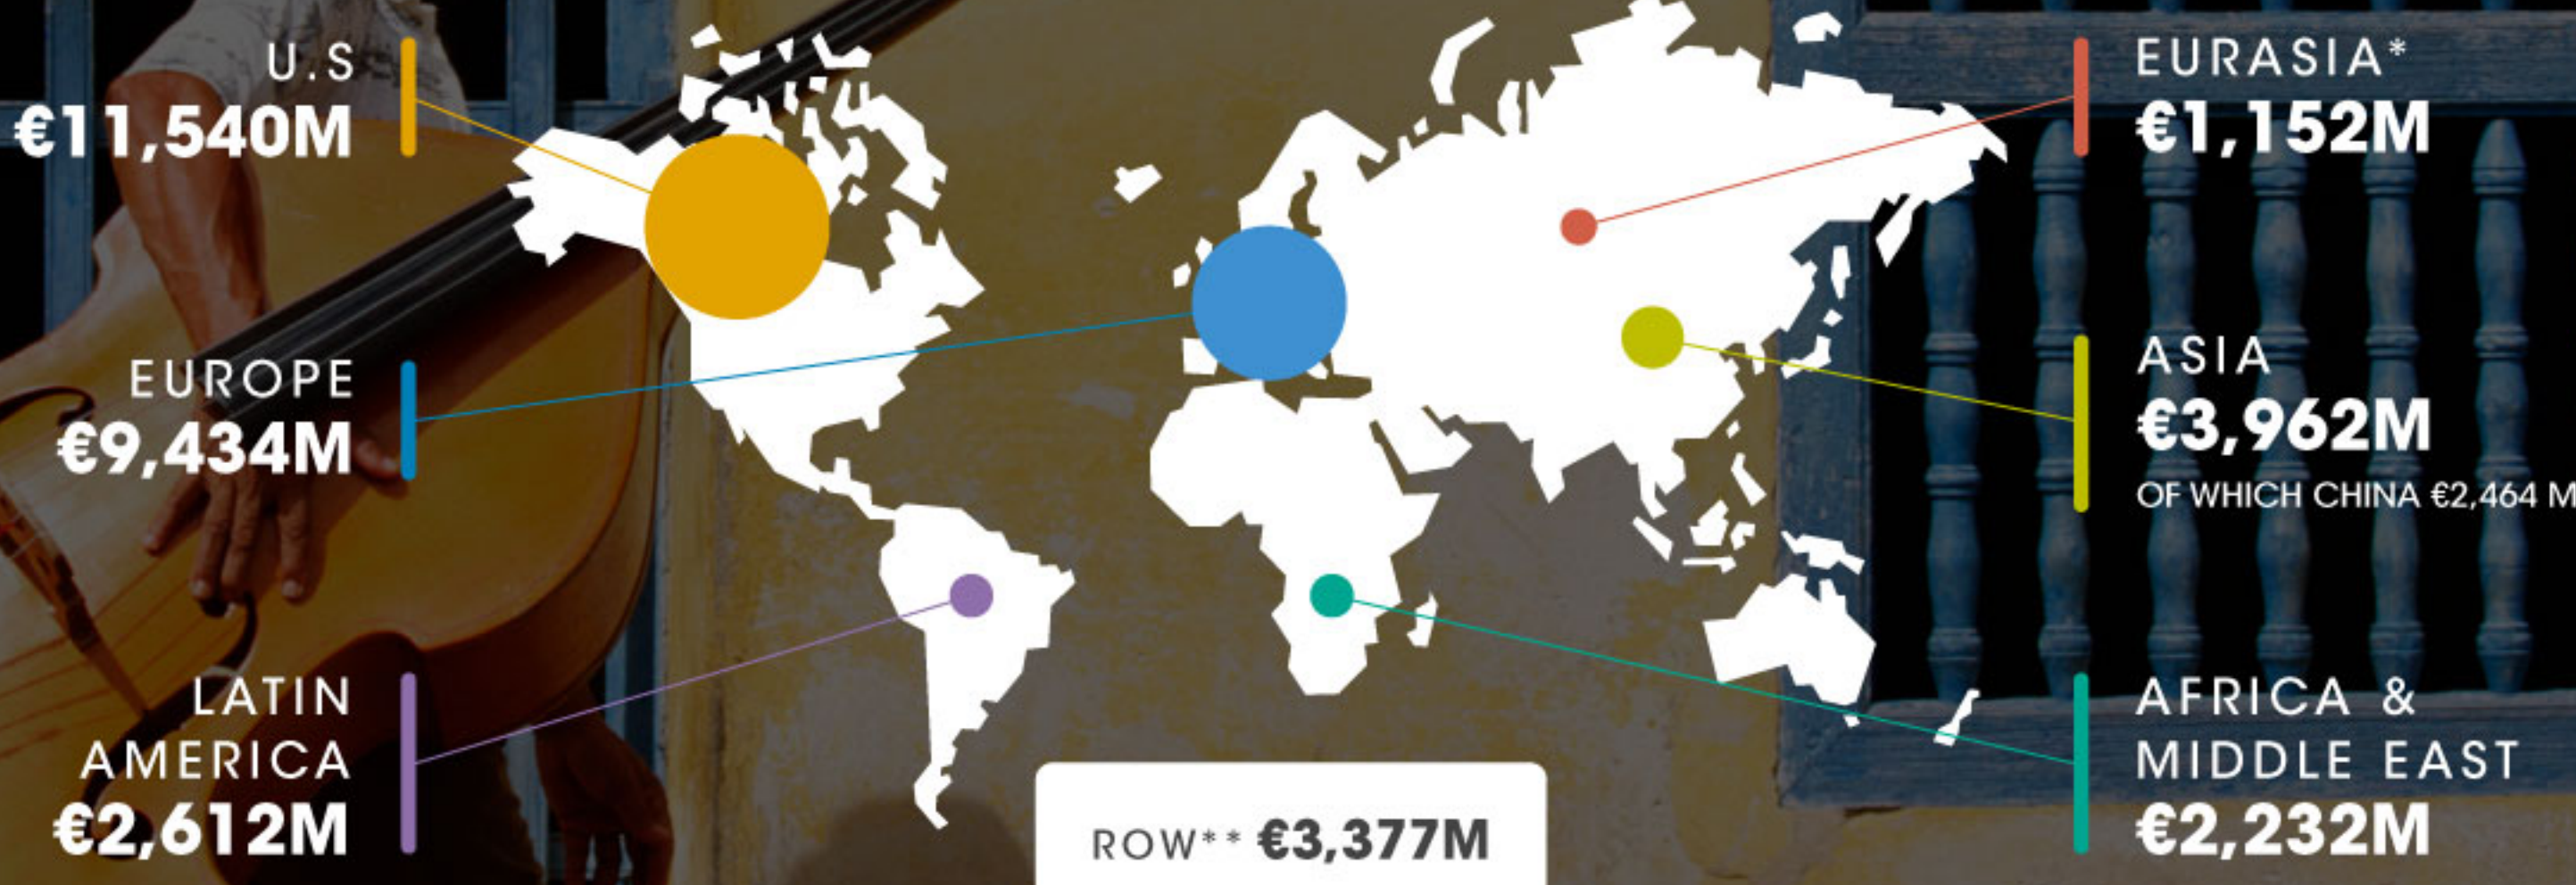 U.S
€11,540M
EUROPE
€9,434M
LATIN
AMERICA
€2,612M
EURASIA*
€1,152M
ASIA
€3,962M
OF WHICH CHINA €2,464 M
AFRICA &
MIDDLE EAST
€2,232M
ROW** €3,377M